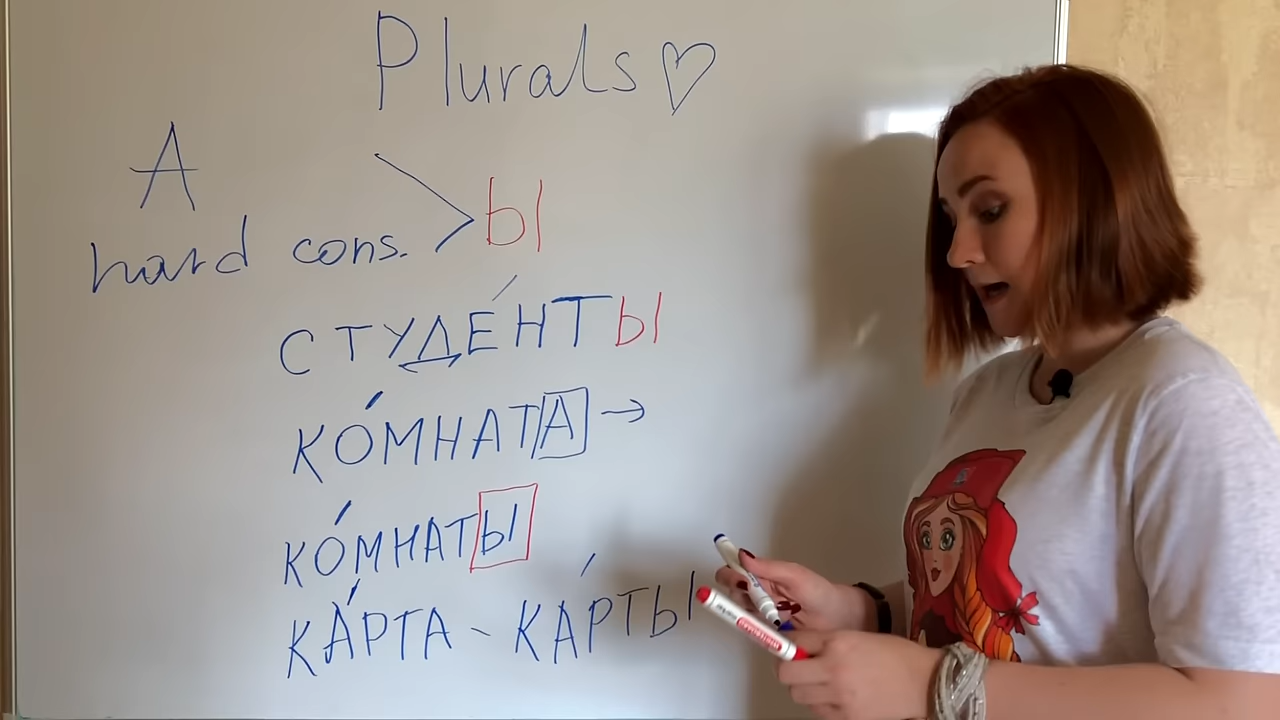 Plurals ♡
А
hard cons. > Ы
СТУДЕ́НТЫ
КО́МНАТА →
КО́МНАТЫ
КА́РТА - КА́РТЫ